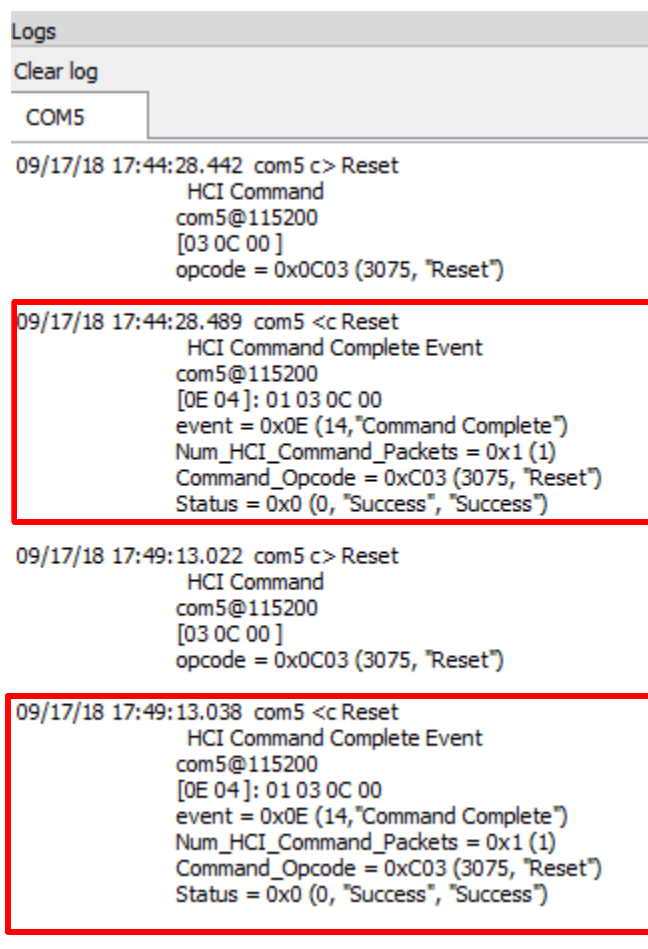 Logs
Clear log
COM5
09/17/18 17:44:28.442 com5 c> Reset
HCI Command
com5@115200
[03 0C 00 ]
opcode = 0x0C03 (3075, "Reset")
09/17/18 17:44:28.489 com5 <c Reset
HCI Command Complete Event
com5@115200
[0E 04 ]: 01 03 0C 00
event = 0x0E (14,"Command Complete")
Num_HCI_Command_Packets = 0x1 (1)
Command_Opcode = 0xC03 (3075, "Reset")
Status = 0x0 (0, "Success", "Success")
09/17/18 17:49:13.022 com5 c> Reset
HCI Command
com5@115200
[03 0C 00 ]
opcode = 0x0C03 (3075, "Reset")
09/17/18 17:49:13.038 com5 <c Reset
HCI Command Complete Event
com5@115200
[0E 04 ]: 01 03 0C 00
event = 0x0E (14,"Command Complete")
Num_HCI_Command_Packets = 0x1 (1)
Command_Opcode = 0xC03 (3075, "Reset")
Status = 0x0 (0, "Success", "Success")